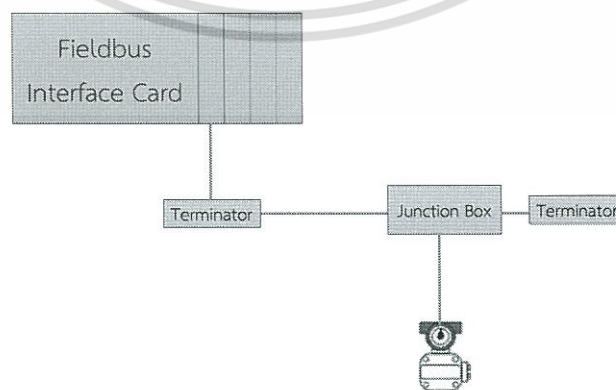 Fieldbus
Interface Card
Terminator
Junction Box
Terminator